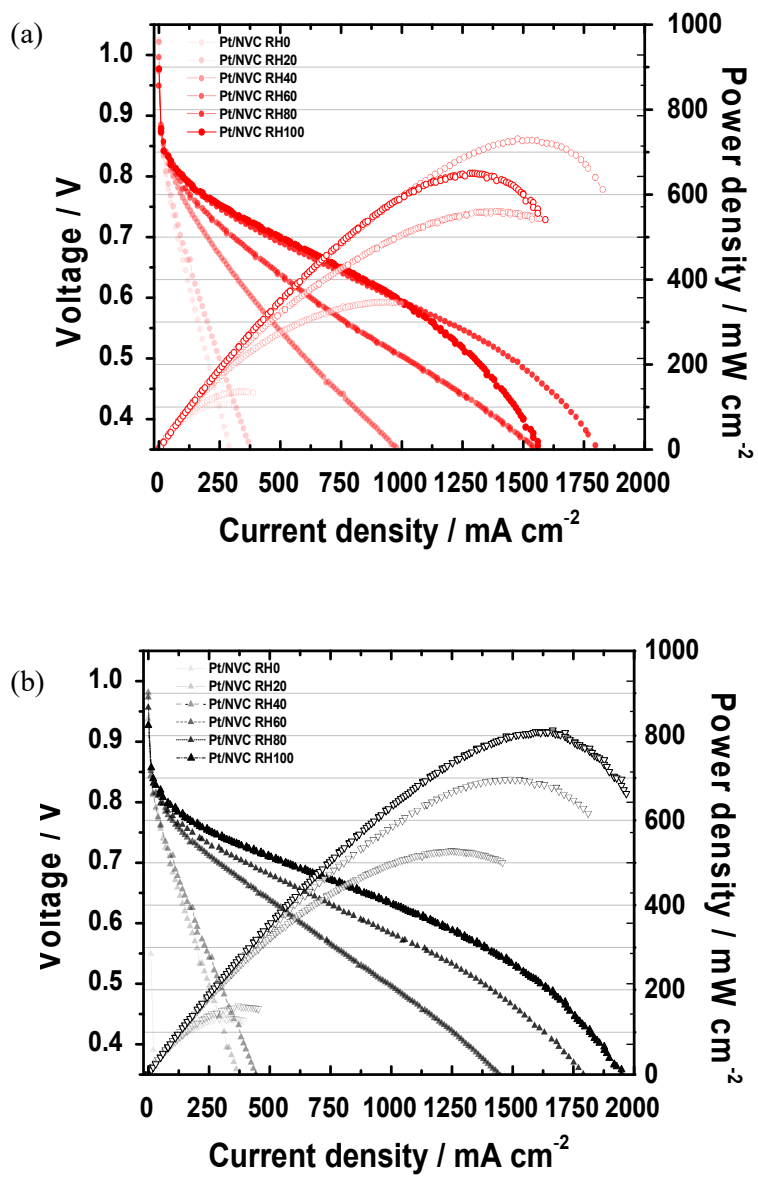 (a)
Pt/NVC RH0
Pt/NVC RH20
Pt/NVC RH40
Pt/NVC RH60
Pt/NVC RH80
Pt/NVC RH100
1.0
0.9
0.8
0.7
0.6
0.5
0.4
Voltage / V
1000
800
600
400
200
0
Power density / mW cm-2
0 250 500 750 1000 1250 1500 1750 2000
Current density / mA cm-2
(b)
Pt/NVC RH0
Pt/NVC RH20
Pt/NVC RH40
Pt/NVC RH60
Pt/NVC RH80
Pt/NVC RH100
1.0
0.9
0.8
0.7
0.6
0.5
0.4
Voltage / V
1000
800
600
400
200
0
Power density / mW cm-2
0 250 500 750 1000 1250 1500 1750 2000
Current density / mA cm-2